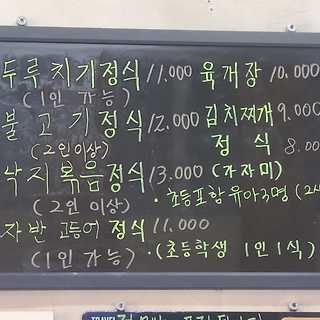 두루치기정식 11.000 육개장 10.000
(1인 가능)
불고기정식 12.000 김치찌개 9.000
(2인이상) 정식 8.00
낙지볶음정식 13.000 (가자미)
(2인 이상) • 초등포함 유아3명 (2
자반 고등어 정식 11.000
(1인 가능) • (초등학생 1인1식)
TRAVEL